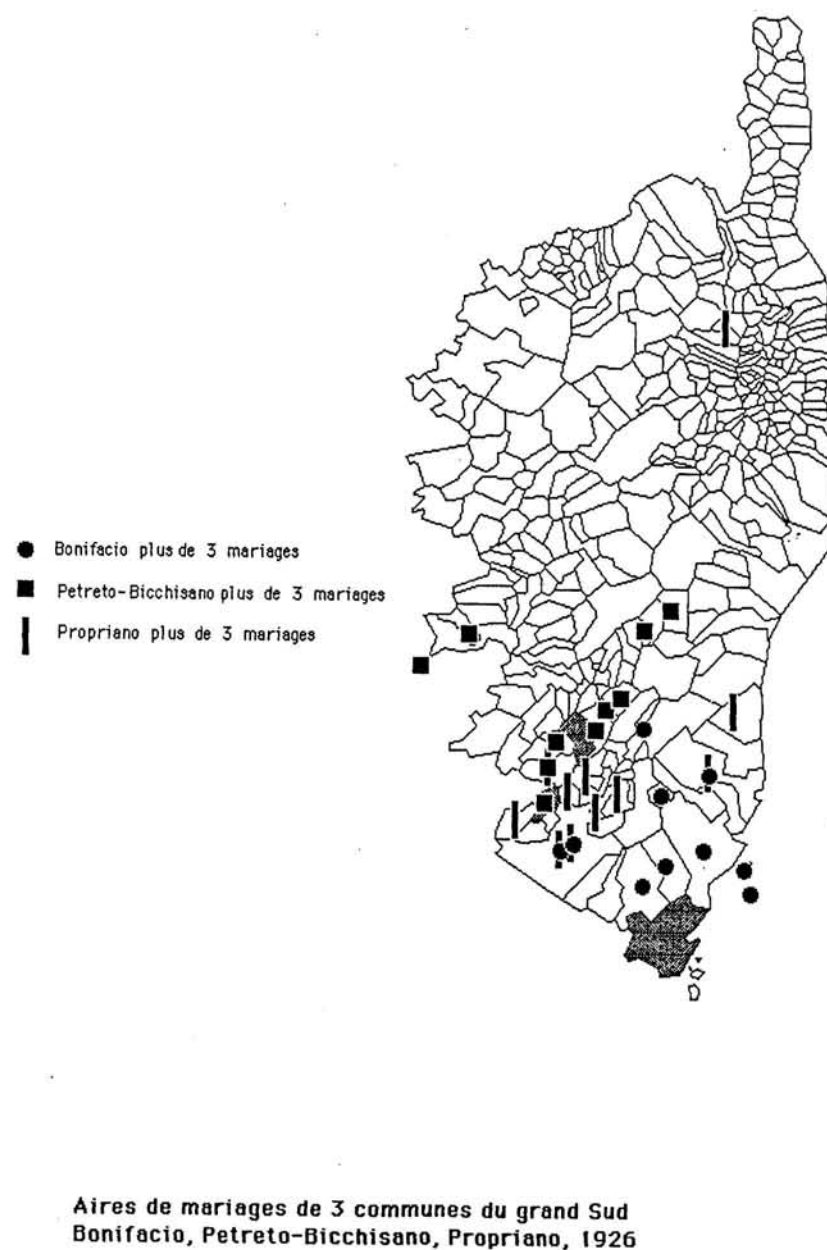 Bonifacio plus de 3 mariages
Petreto-Bicchisano plus de 3 mariages
Propriano plus de 3 mariages
Aires de mariages de 3 communes du grand Sud
Bonifacio, Petreto-Bicchisano, Propriano, 1926